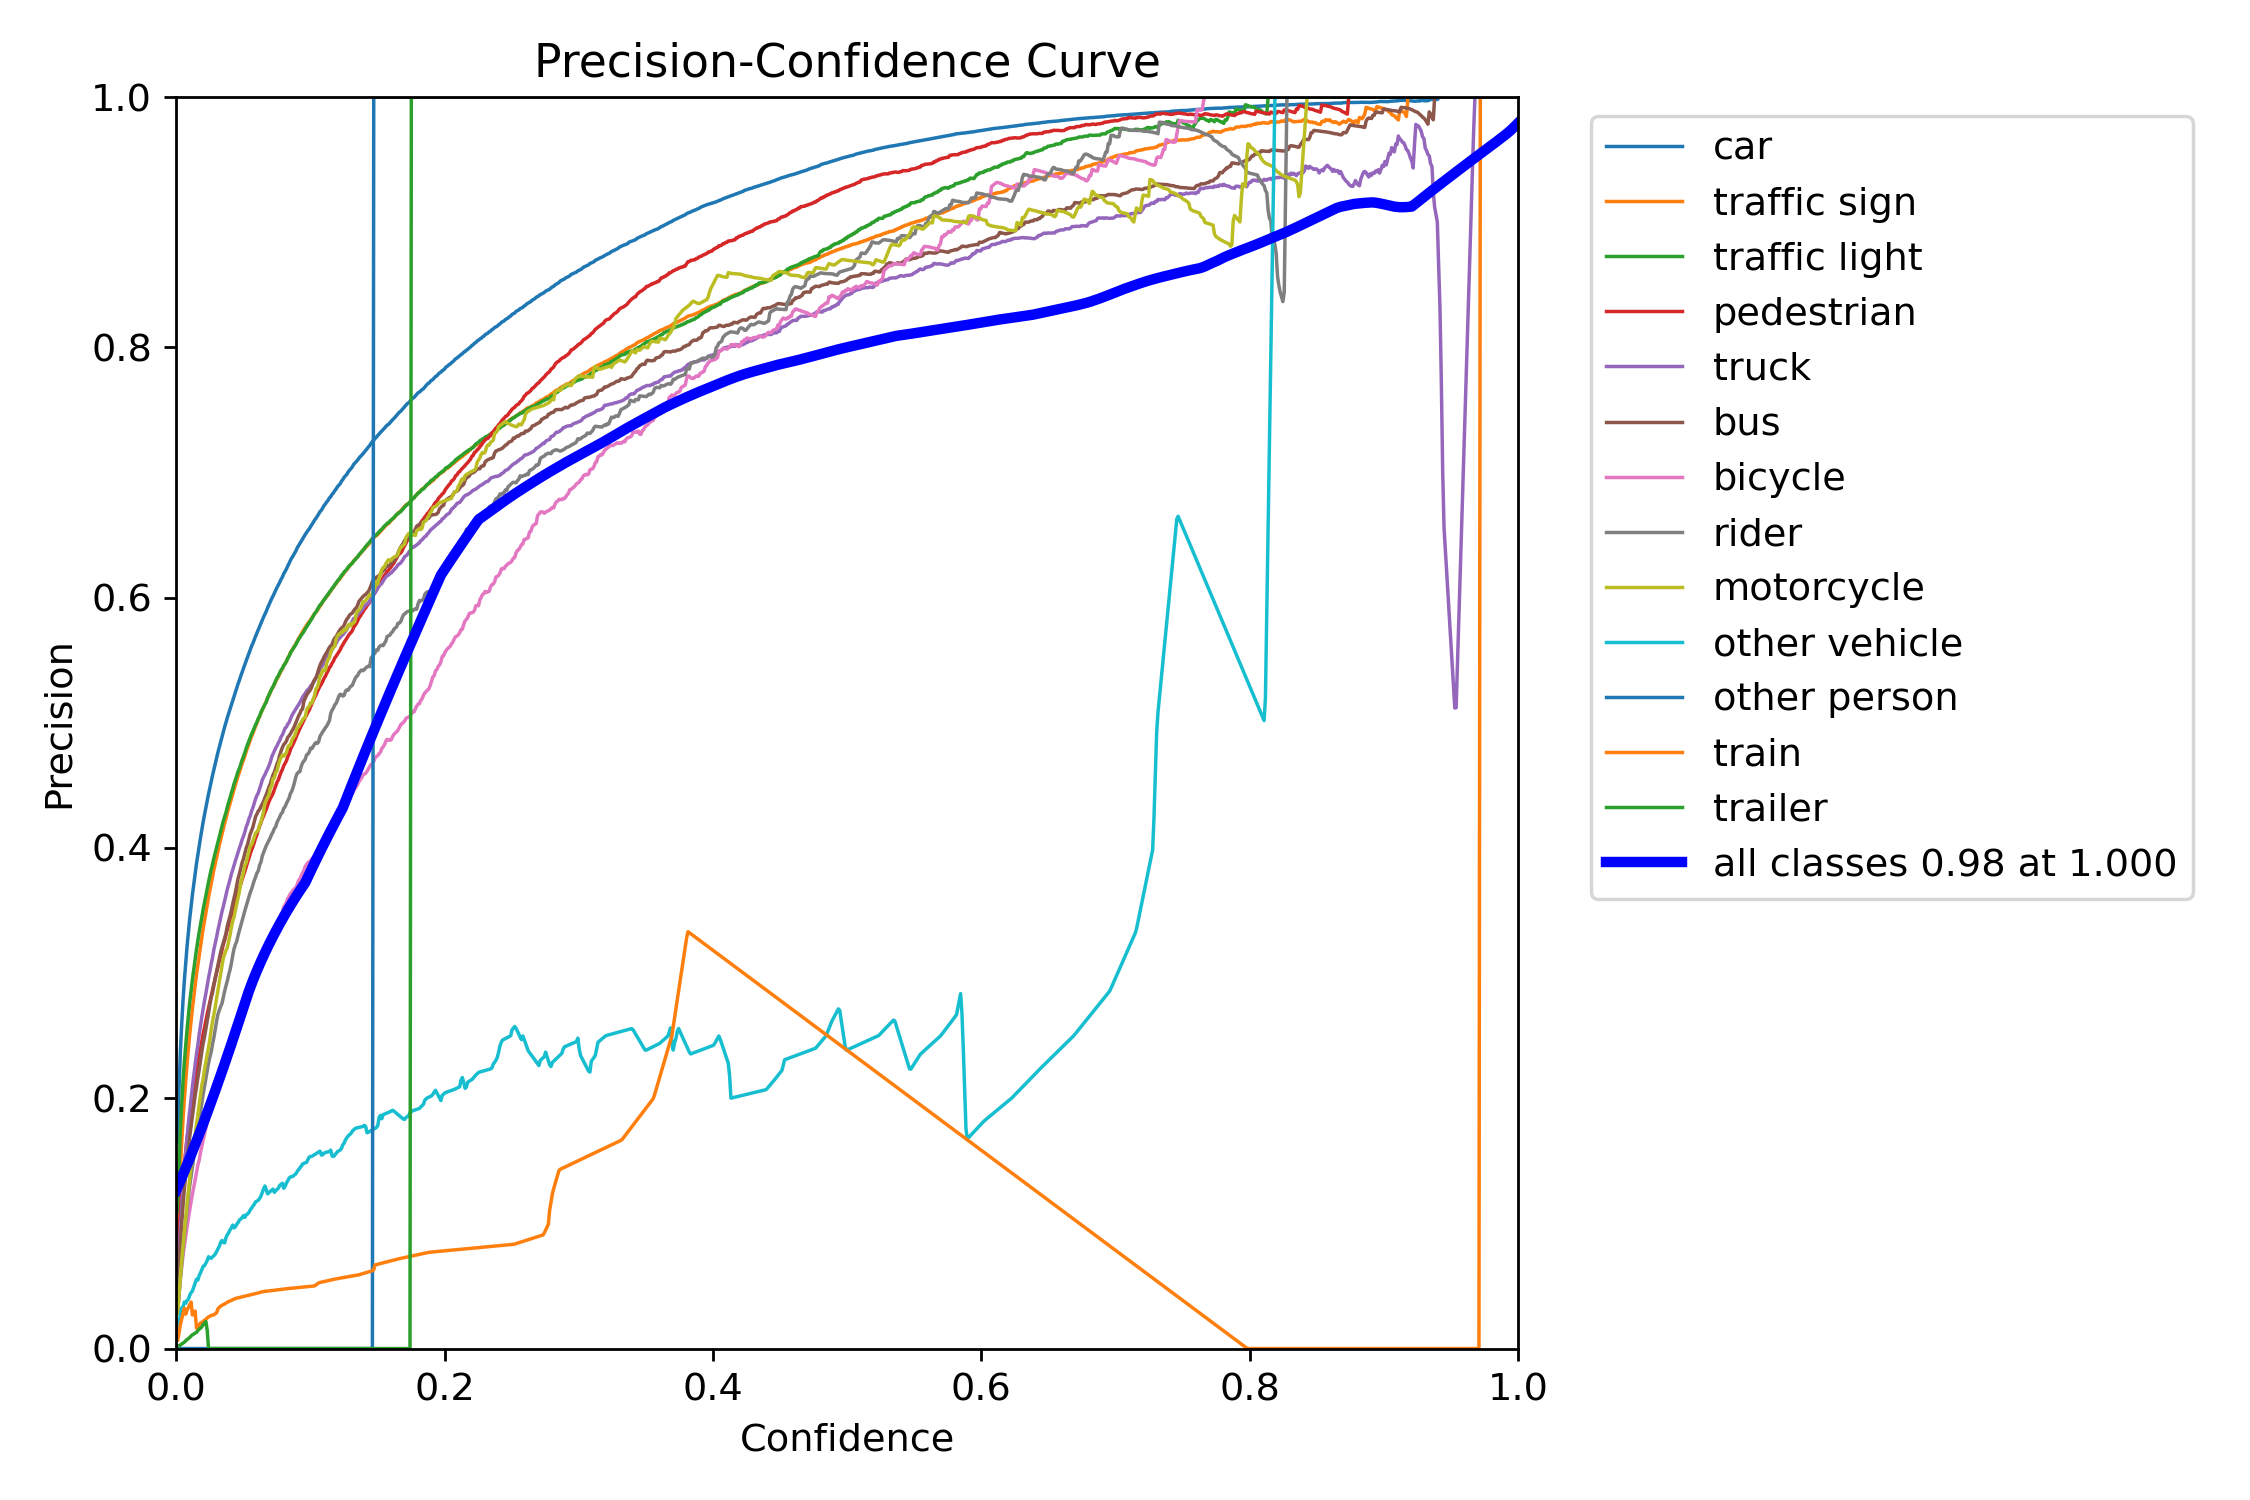 Precision-Confidence Curve
1.0
0.8
0.6
0.4
0.2
0.0
Precision
0.0 0.2 0.4 0.6 0.8 1.0
Confidence
car
traffic sign
traffic light
pedestrian
truck
bus
bicycle
rider
motorcycle
other vehicle
other person
train
trailer
all classes 0.98 at 1.000